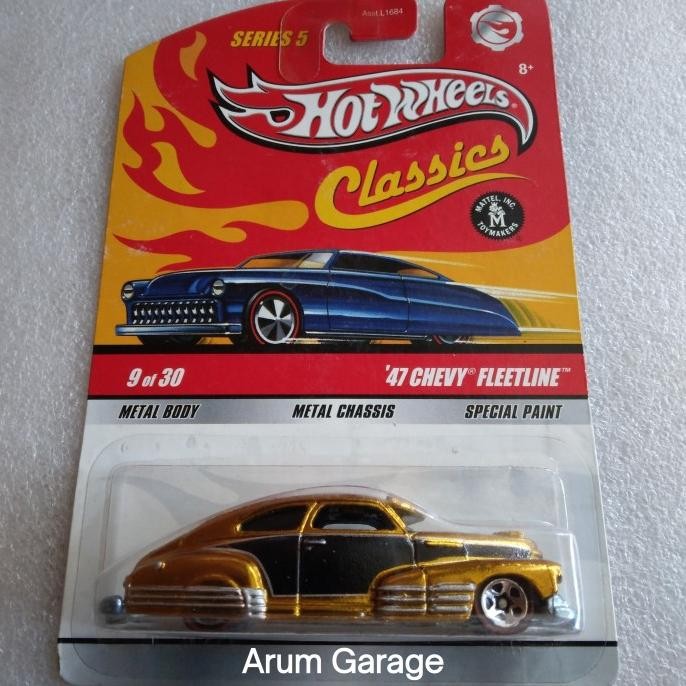 Asst.L1684
SERIES 5
8+
Hot Wheels®
Classics
MATTEL, INC.
M
TOYMAKERS
9 of 30
'47 CHEVY® FLEETLINE™
METAL BODY METAL CHASSIS SPECIAL PAINT
Arum Garage